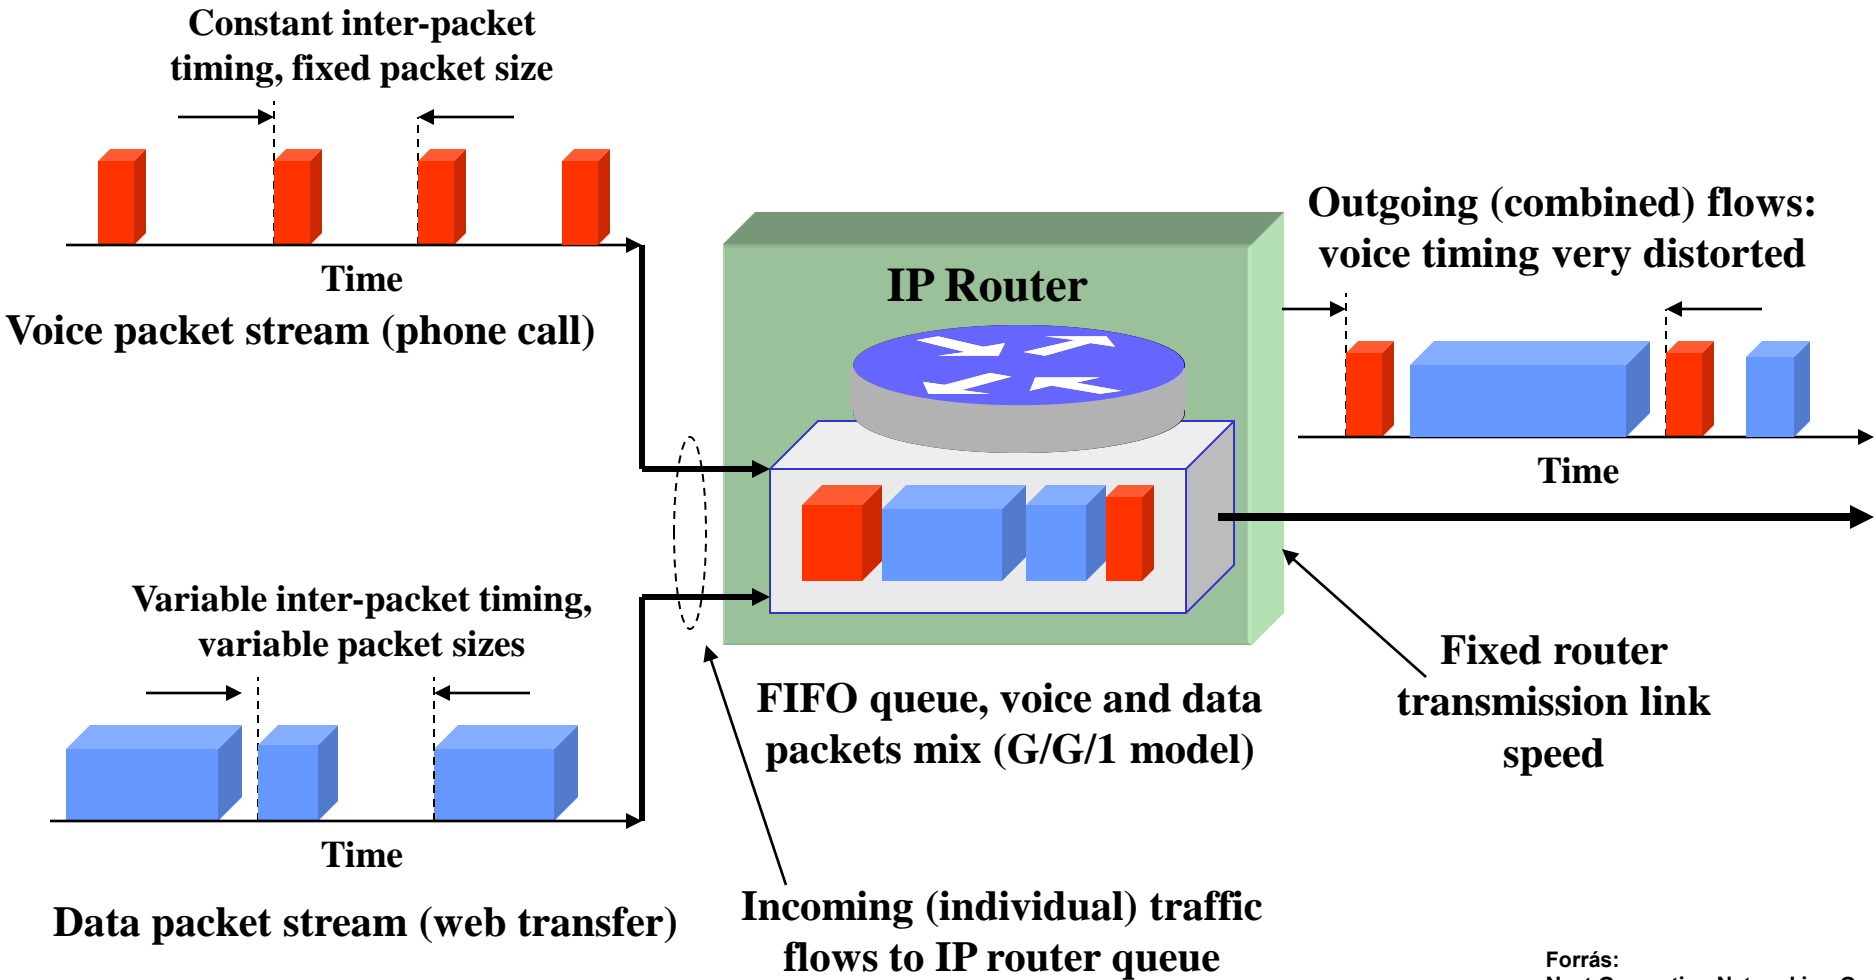 Constant inter-packet
timing, fixed packet size
Time
Voice packet stream (phone call)
Variable inter-packet timing,
variable packet sizes
Time
Data packet stream (web transfer)
IP Router
FIFO queue, voice and data
packets mix (G/G/1 model)
Incoming (individual) traffic
flows to IP router queue
Outgoing (combined) flows:
voice timing very distorted
Time
Fixed router
transmission link
speed
Forrás: